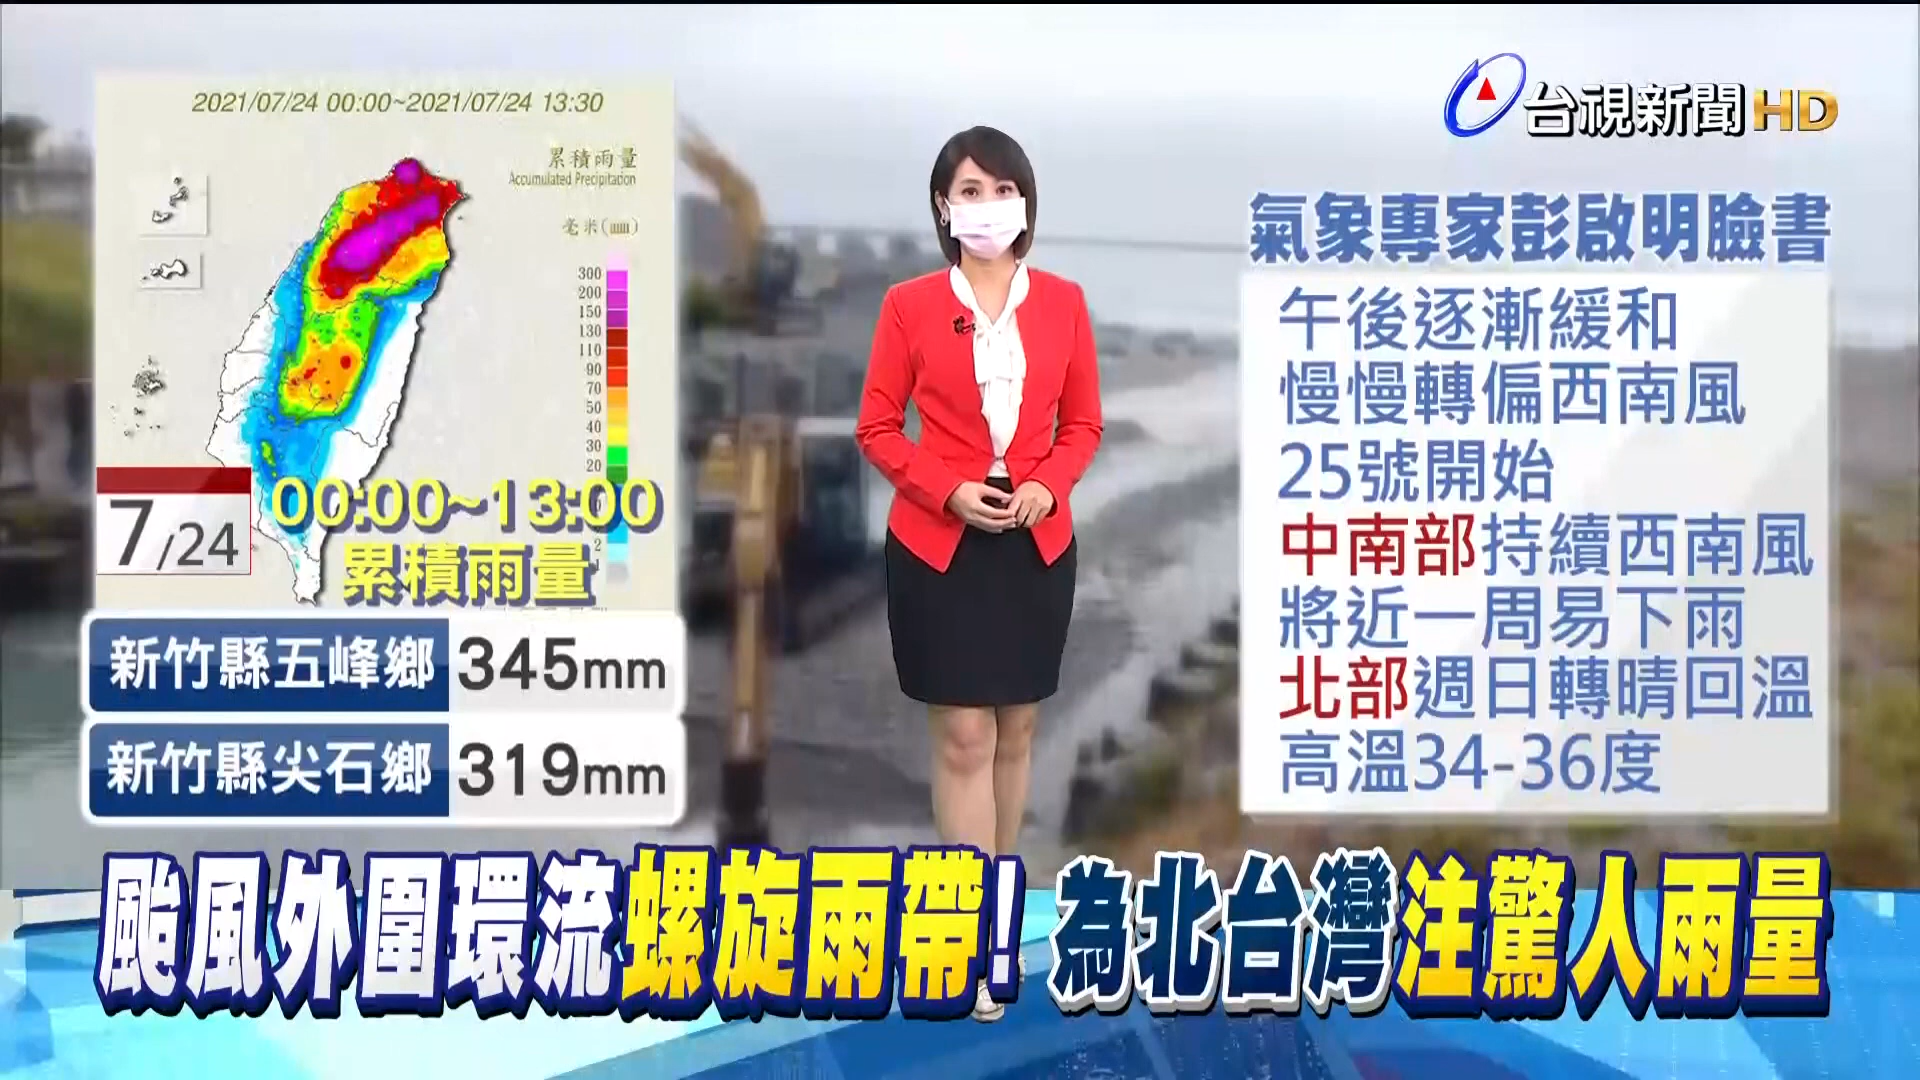 2021/07/24 00:00~2021/07/24 13:30
累積雨量
Accumulated Precipitation
毫米(mm)
300
200
150
130
110
90
70
50
40
30
20
2
1
7/24
00:00~13:00
累積雨量
新竹縣五峰鄉 345mm
新竹縣尖石鄉 319mm
台視新聞HD
氣象專家彭啟明臉書
午後逐漸緩和
慢慢轉偏西南風
25號開始
中南部持續西南風
將近一周易下雨
北部週日轉晴回溫
高溫34-36度
颱風外圍環流螺旋雨帶! 為北台灣注驚人雨量